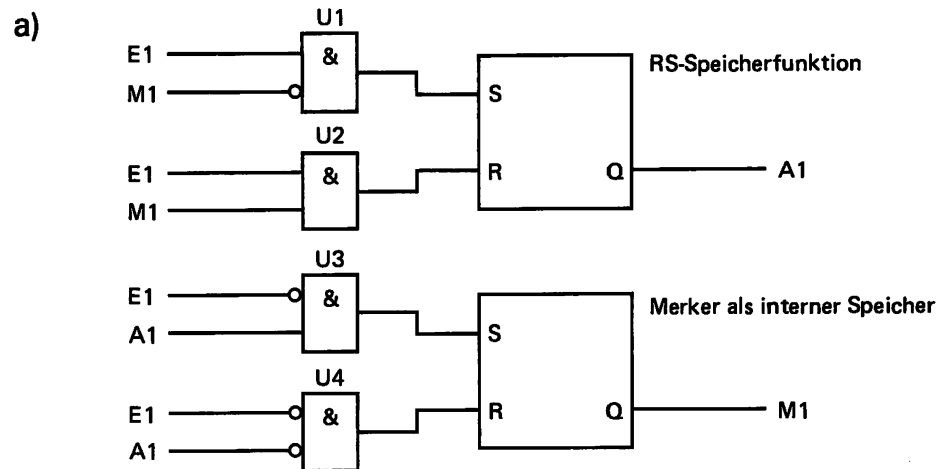 a)
U1
E1
&
M1
S
RS-Speicherfunktion
U2
E1
&
M1
R
Q
A1
U3
E1
&
A1
S
Merker als interner Speicher
U4
E1
&
A1
R
Q
M1